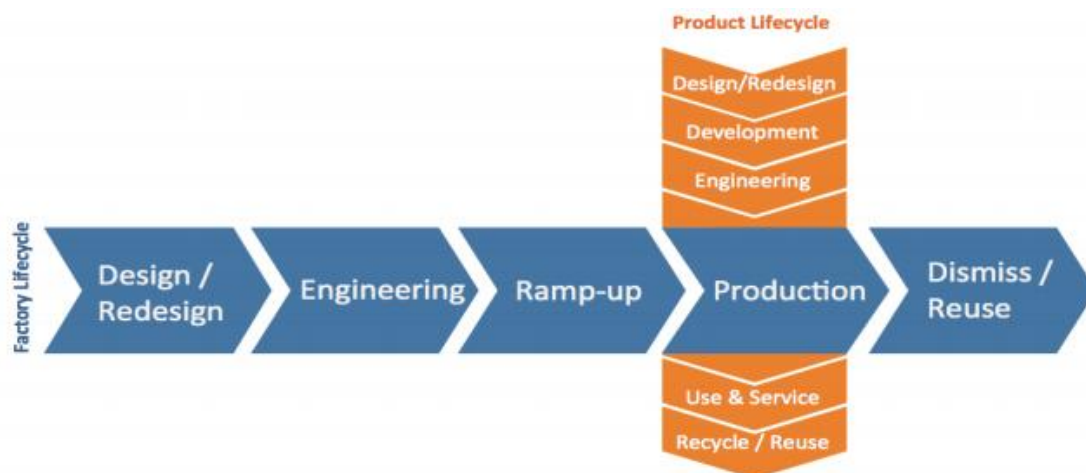 Product Lifecycle
Design/Redesign
Development
Engineering
Factory Lifecycle
Design /
Redesign
Engineering
Ramp-up
Production
Dismiss /
Reuse
Use & Service
Recycle / Reuse